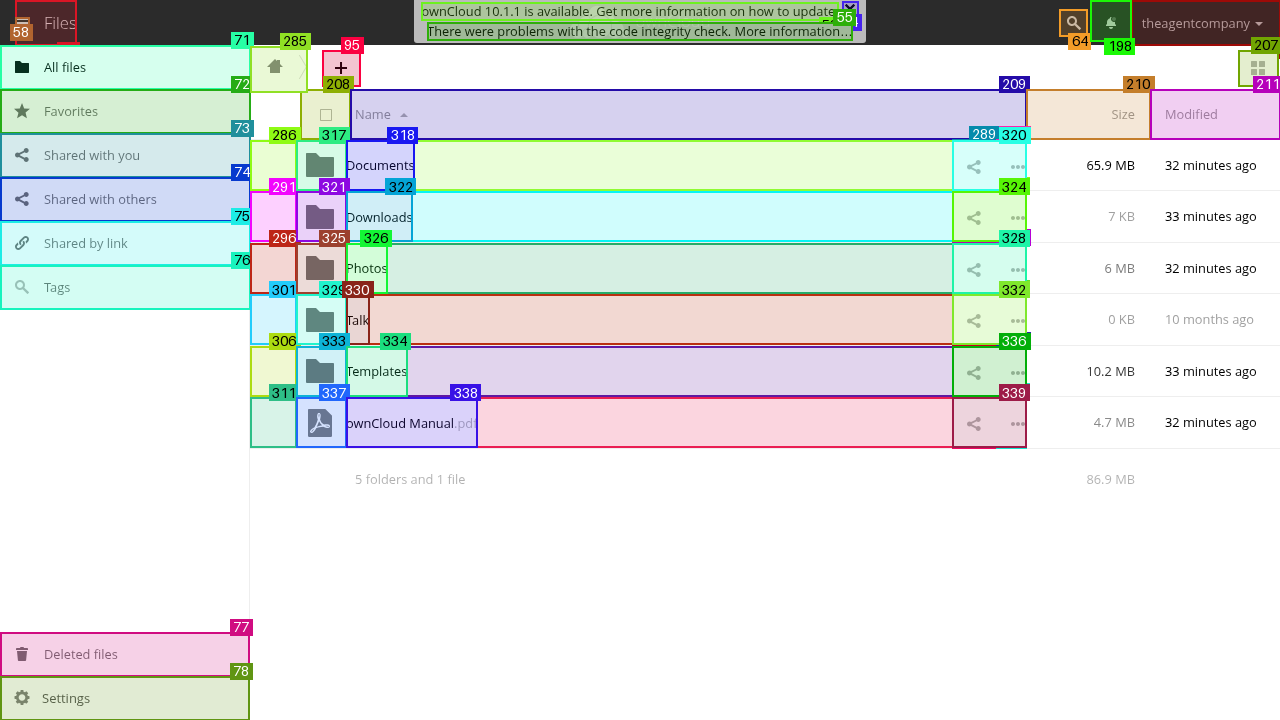 ownCloud 10.1.1 is available. Get more information on how to update.
There were problems with the code integrity check. More information…
55
58
Files
64
198
theagentcompany
71
All files
285
95
207
72
Favorites
208
209
210
211
Name
Size
Modified
73
Shared with you
286
317
318
289
320
Documents
65.9 MB
32 minutes ago
74
Shared with others
291
321
322
324
Downloads
7 KB
33 minutes ago
75
Shared by link
296
325
326
328
Photos
6 MB
32 minutes ago
76
Tags
301
329
330
332
Talk
0 KB
10 months ago
306
333
334
336
Templates
10.2 MB
33 minutes ago
311
337
338
339
ownCloud Manual.pdf
4.7 MB
32 minutes ago
5 folders and 1 file
86.9 MB
77
Deleted files
78
Settings